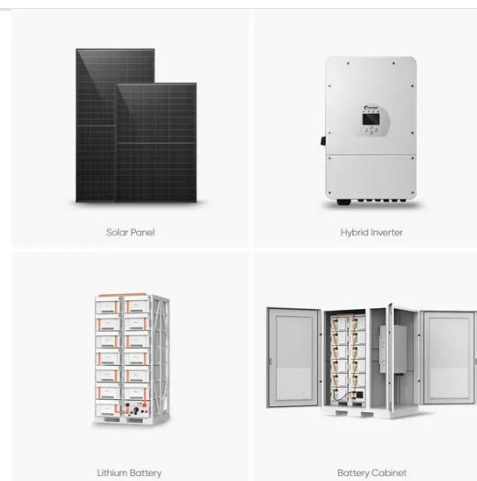 Solar Panel
Hybrid Inverter
Lithium Battery
Battery Cabinet